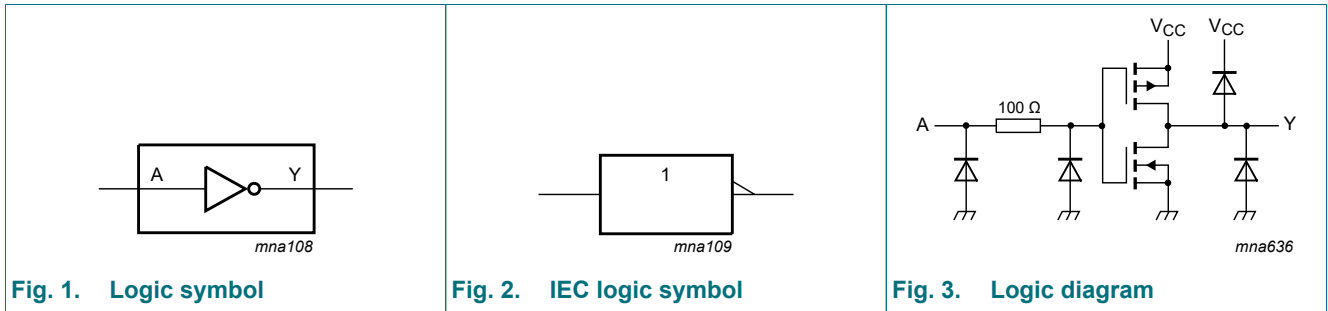 A Y
mna108
Fig. 1. Logic symbol
1
mna109
Fig. 2. IEC logic symbol
VCC VCC
100 Ω
A Y
mna636
Fig. 3. Logic diagram